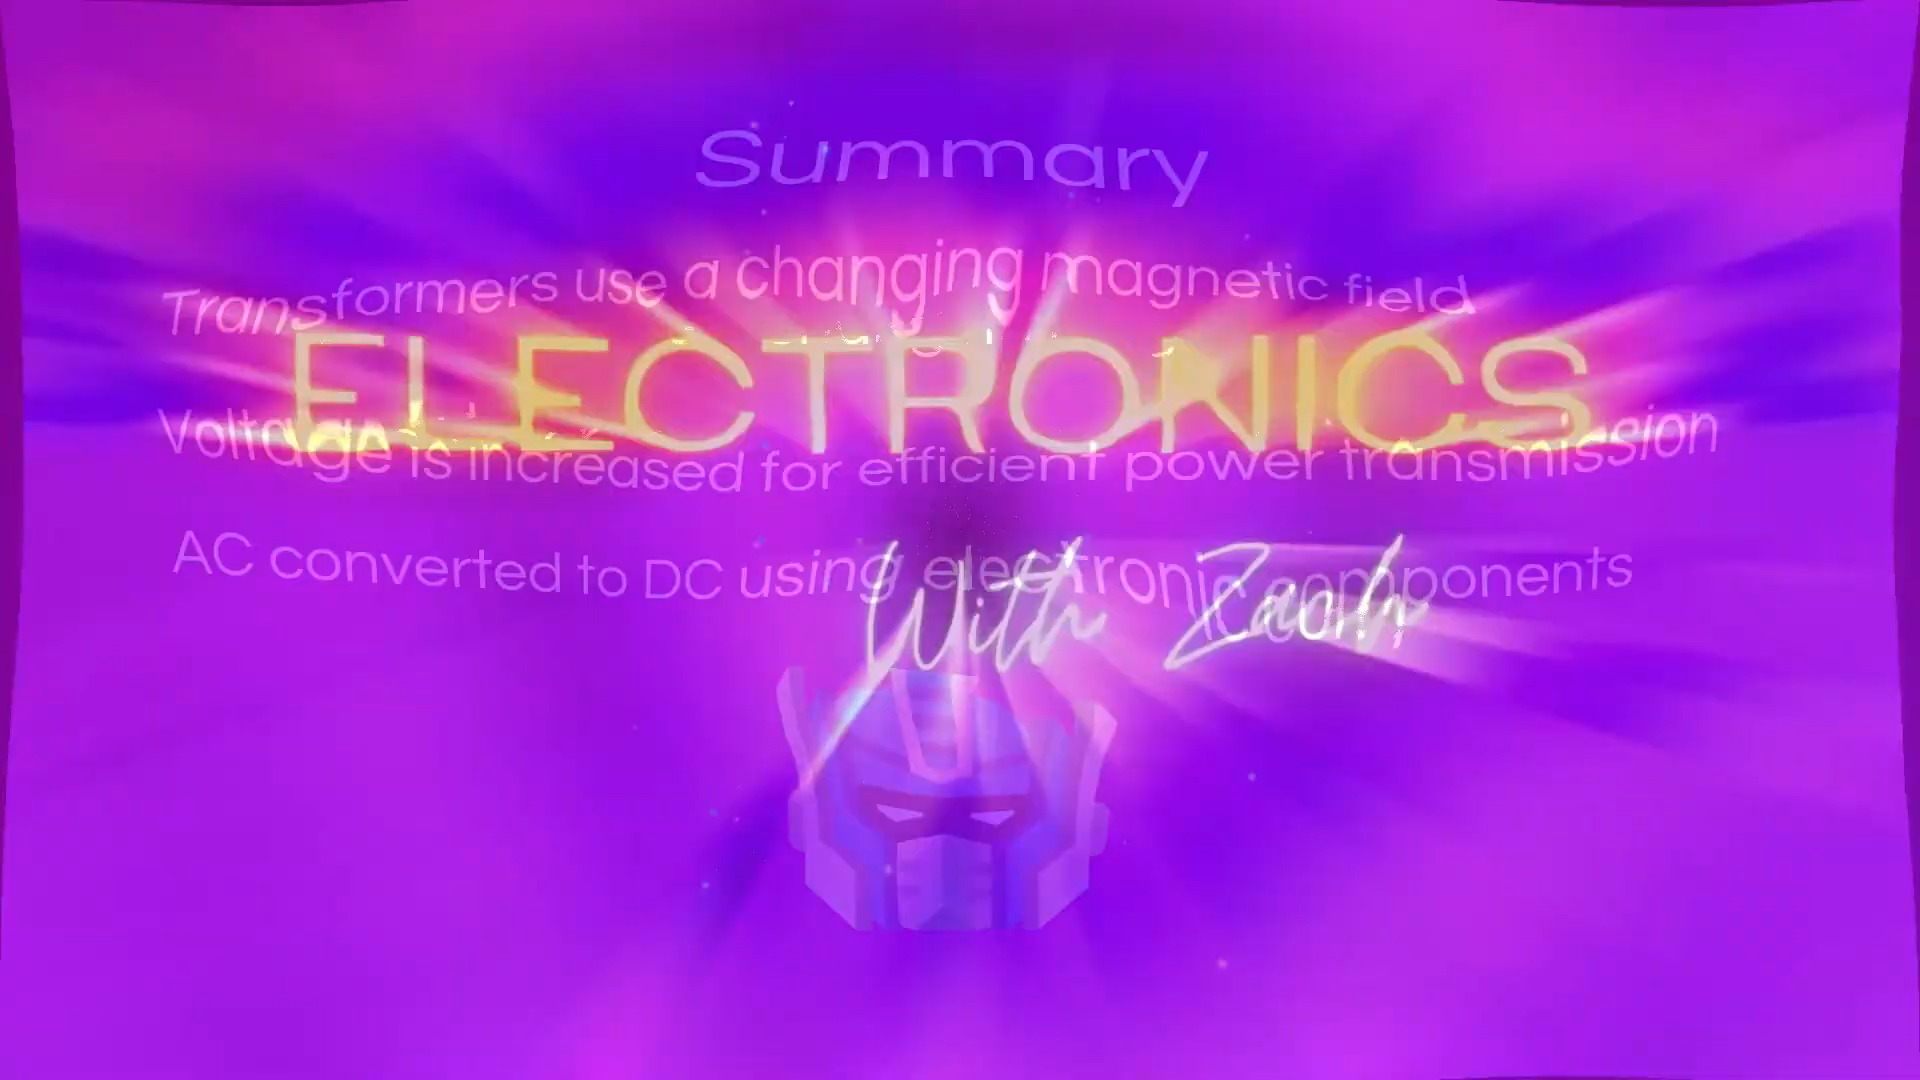 Summary
Transformers use a changing magnetic field
ELECTRONICS
Voltage is increased for efficient power transmission
AC converted to DC using electronic components
With Zach